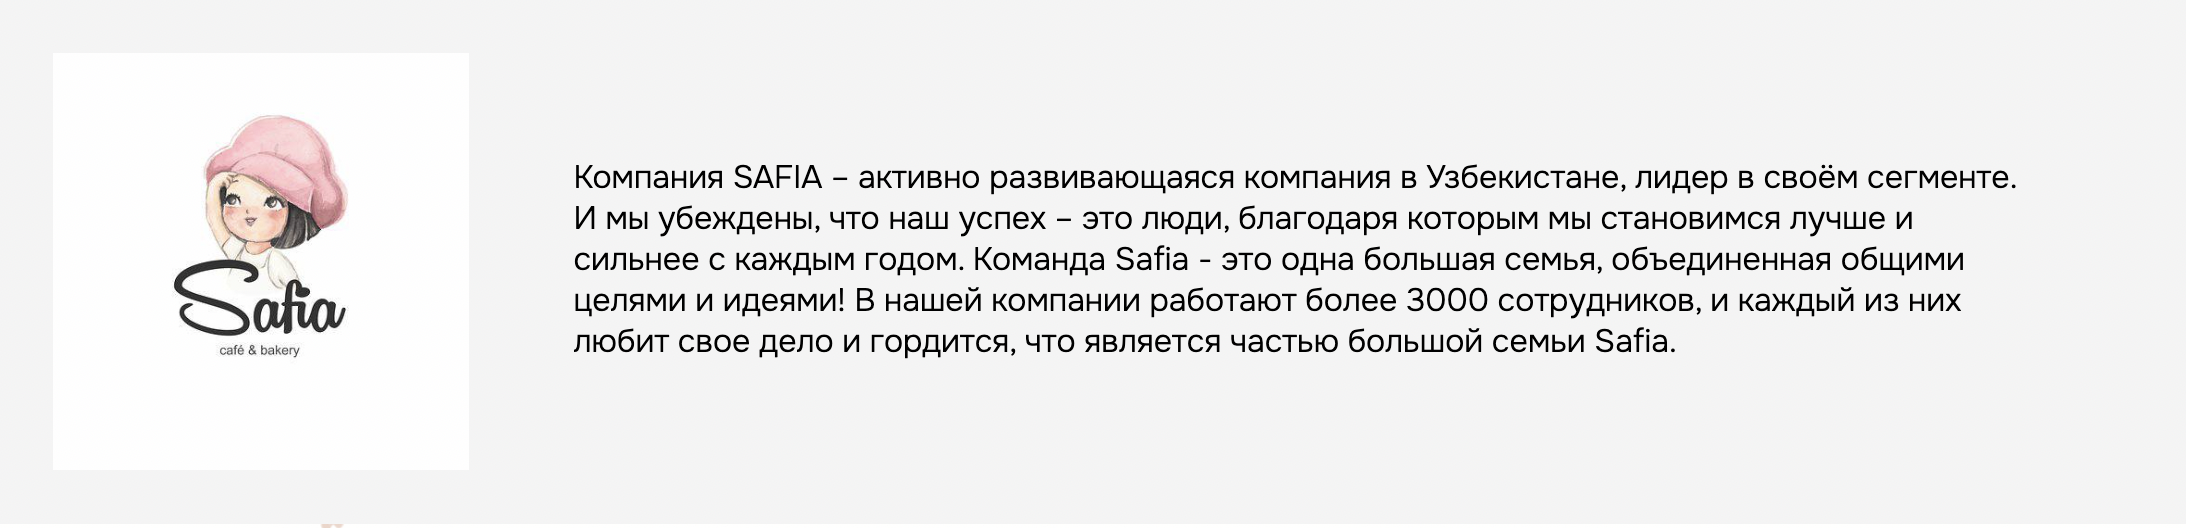 Safia
café & bakery
Компания SAFIA – активно развивающаяся компания в Узбекистане, лидер в своём сегменте.
И мы убеждены, что наш успех – это люди, благодаря которым мы становимся лучше и
сильнее с каждым годом. Команда Safia - это одна большая семья, объединенная общими
целями и идеями! В нашей компании работают более 3000 сотрудников, и каждый из них
любит свое дело и гордится, что является частью большой семьи Safia.